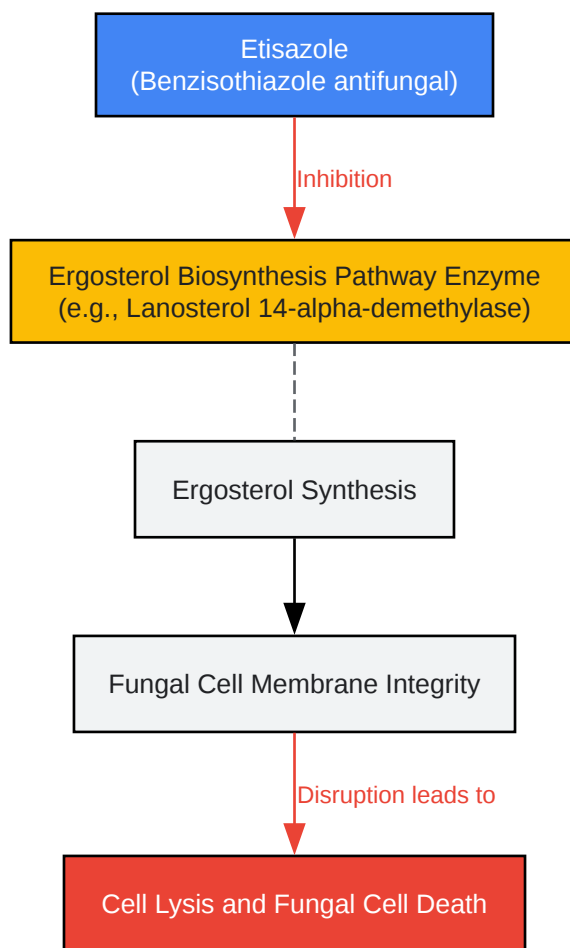 Etisazole
(Benzisothiazole antifungal)
Inhibition
Ergosterol Biosynthesis Pathway Enzyme
(e.g., Lanosterol 14-alpha-demethylase)
Ergosterol Synthesis
Fungal Cell Membrane Integrity
Disruption leads to
Cell Lysis and Fungal Cell Death